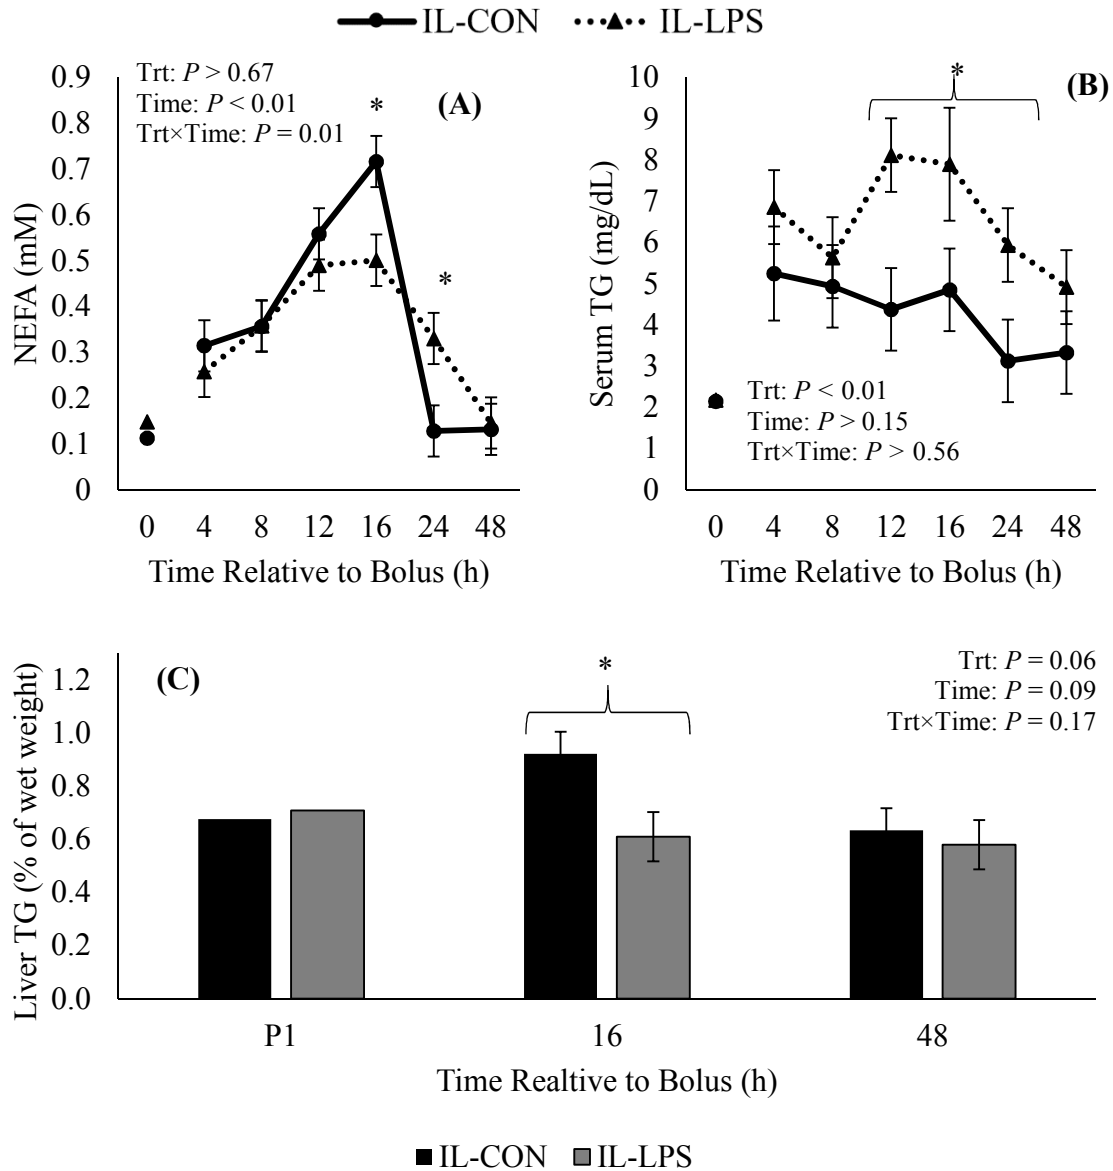 IL-CON IL-LPS
Trt: P > 0.67
Time: P < 0.01
Trt×Time: P = 0.01
(A)
*
*
NEFA (mM)
0.9
0.8
0.7
0.6
0.5
0.4
0.3
0.2
0.1
0
0 4 8 12 16 24 48
Time Relative to Bolus (h)
(B)
*
Serum TG (mg/dL)
10
9
8
7
6
5
4
3
2
1
0
Trt: P < 0.01
Time: P > 0.15
Trt×Time: P > 0.56
0 4 8 12 16 24 48
Time Relative to Bolus (h)
(C)
*
Trt: P = 0.06
Time: P = 0.09
Trt×Time: P = 0.17
Liver TG (% of wet weight)
1.2
1.0
0.8
0.6
0.4
0.2
0.0
P1 16 48
Time Realtive to Bolus (h)
IL-CON IL-LPS